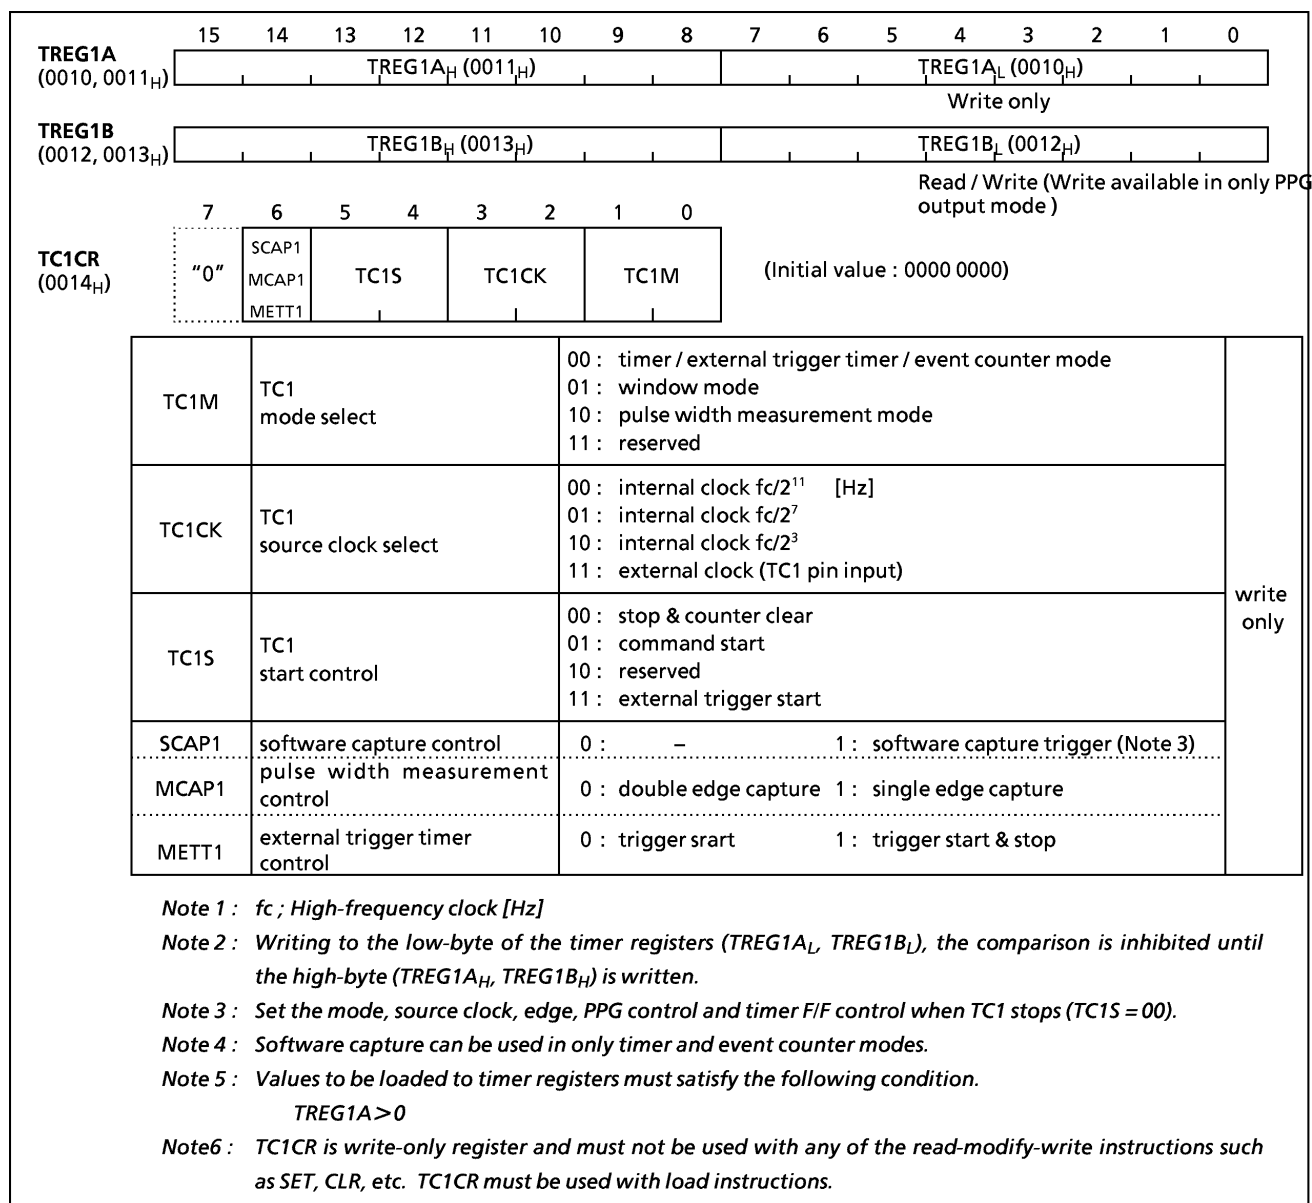 15 14 13 12 11 10 9 8 7 6 5 4 3 2 1 0
TREG1A
(0010, 0011H) TREG1AH (0011H) TREG1AL (0010H)
Write only
TREG1B
(0012, 0013H) TREG1BH (0013H) TREG1BL (0012H)
Read / Write (Write available in only PPG
output mode )
7 6 5 4 3 2 1 0
TC1CR
(0014H)
"0"
SCAP1
MCAP1
METT1
TC1S TC1CK TC1M (Initial value : 0000 0000)
TC1M
TC1
mode select
00 : timer / external trigger timer / event counter mode
01 : window mode
10 : pulse width measurement mode
11 : reserved
TC1CK
TC1
source clock select
00 : internal clock fc/2¹¹ [Hz]
01 : internal clock fc/2⁷
10 : internal clock fc/2³
11 : external clock (TC1 pin input)
TC1S
TC1
start control
00 : stop & counter clear
01 : command start
10 : reserved
11 : external trigger start
write
only
SCAP1 software capture control 0 : – 1 : software capture trigger (Note 3)
MCAP1
pulse width measurement
control
0 : double edge capture 1 : single edge capture
METT1
external trigger timer
control
0 : trigger srart 1 : trigger start & stop
Note 1 : fc ; High-frequency clock [Hz]
Note 2 : Writing to the low-byte of the timer registers (TREG1AL, TREG1BL), the comparison is inhibited until
the high-byte (TREG1AH, TREG1BH) is written.
Note 3 : Set the mode, source clock, edge, PPG control and timer F/F control when TC1 stops (TC1S = 00).
Note 4 : Software capture can be used in only timer and event counter modes.
Note 5 : Values to be loaded to timer registers must satisfy the following condition.
TREG1A>0
Note6 : TC1CR is write-only register and must not be used with any of the read-modify-write instructions such
as SET, CLR, etc. TC1CR must be used with load instructions.